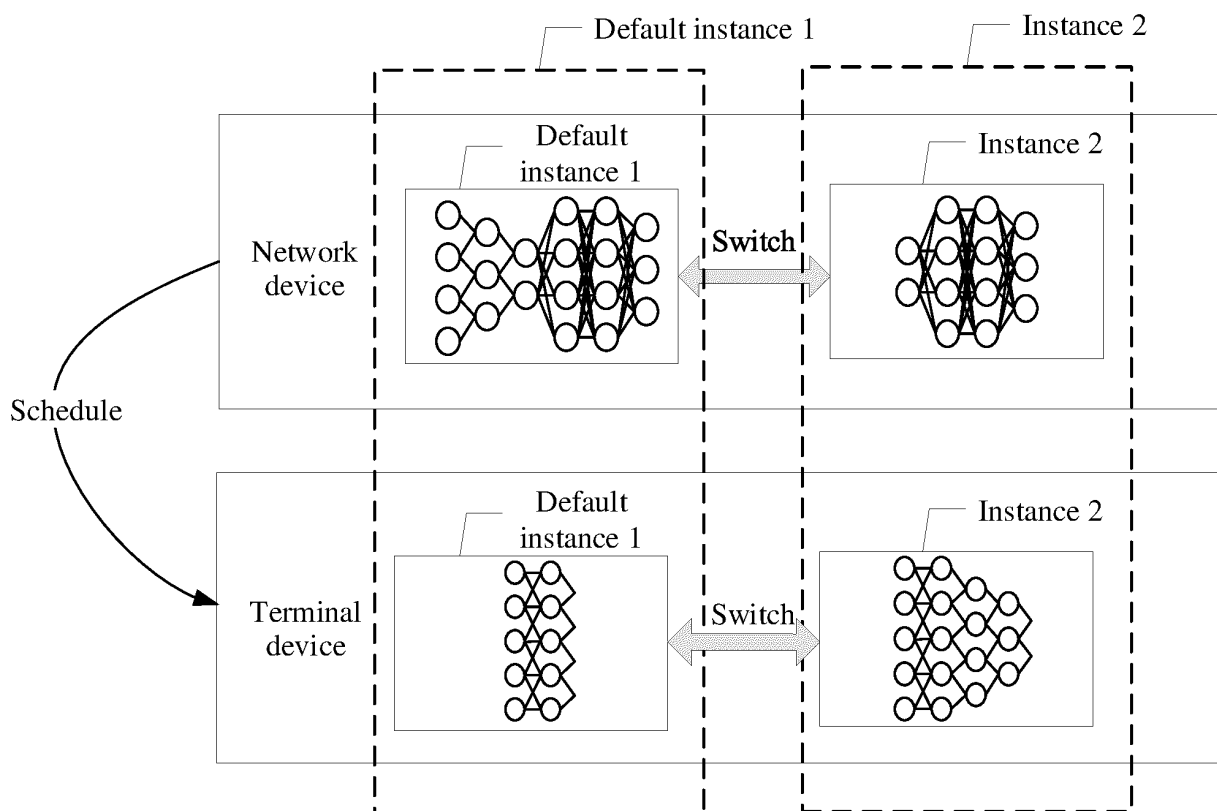 Default instance 1
Instance 2
Default
instance 1
Instance 2
Network
device
Switch
Schedule
Default
instance 1
Instance 2
Terminal
device
Switch